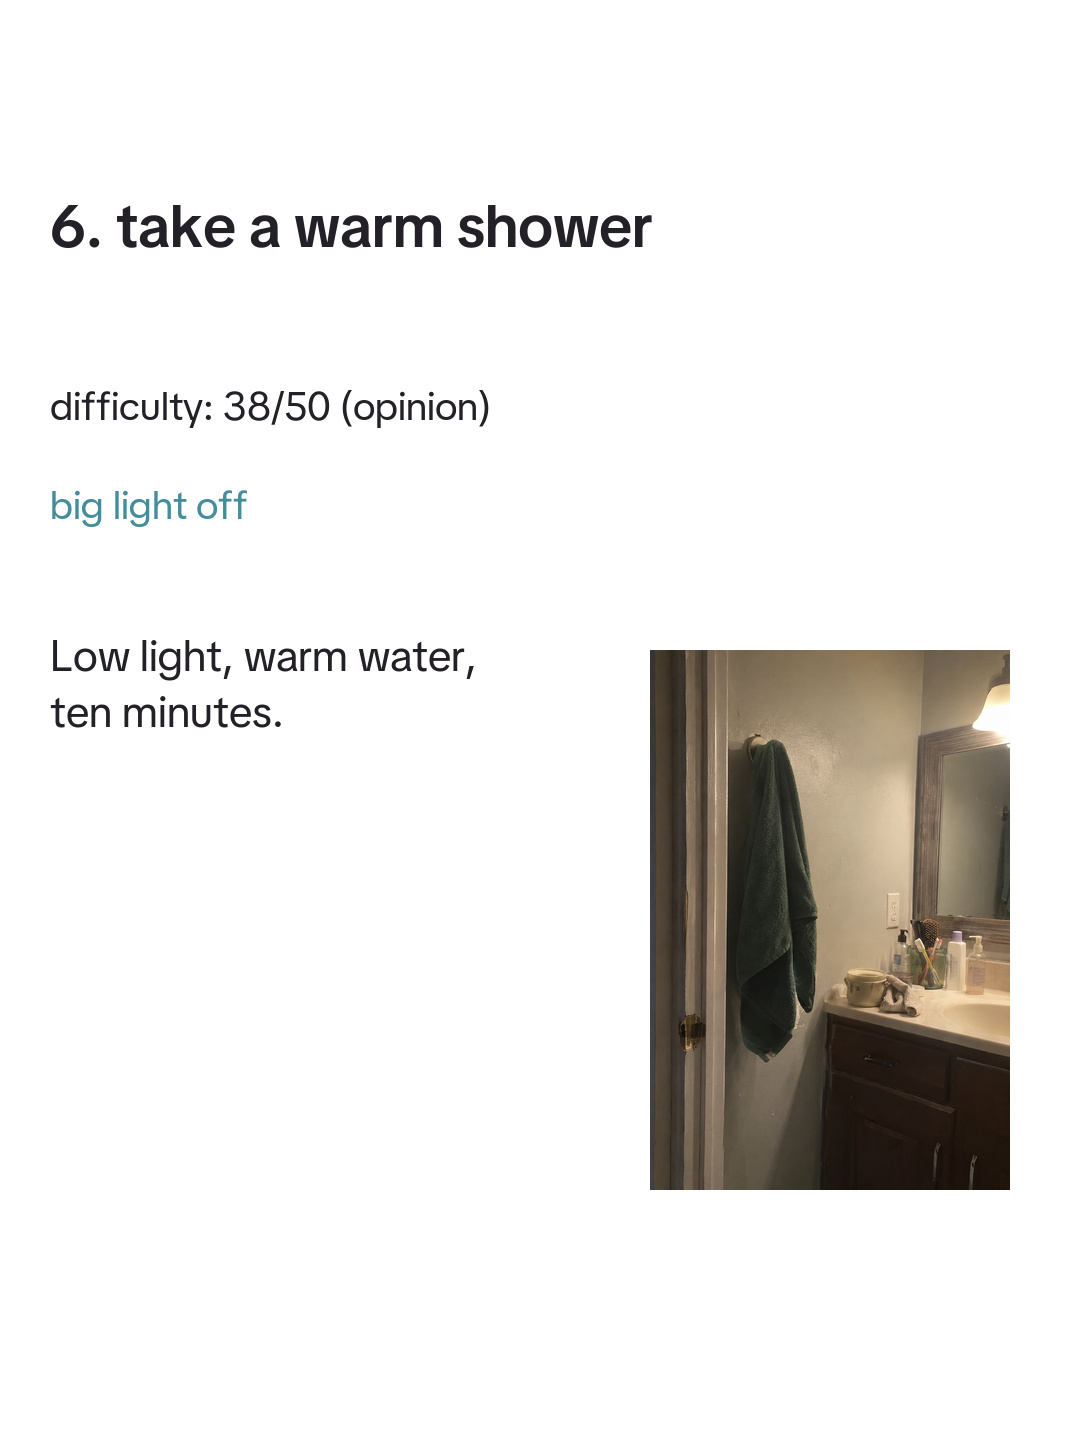 6. take a warm shower
difficulty: 38/50 (opinion)
big light off
Low light, warm water,
ten minutes.